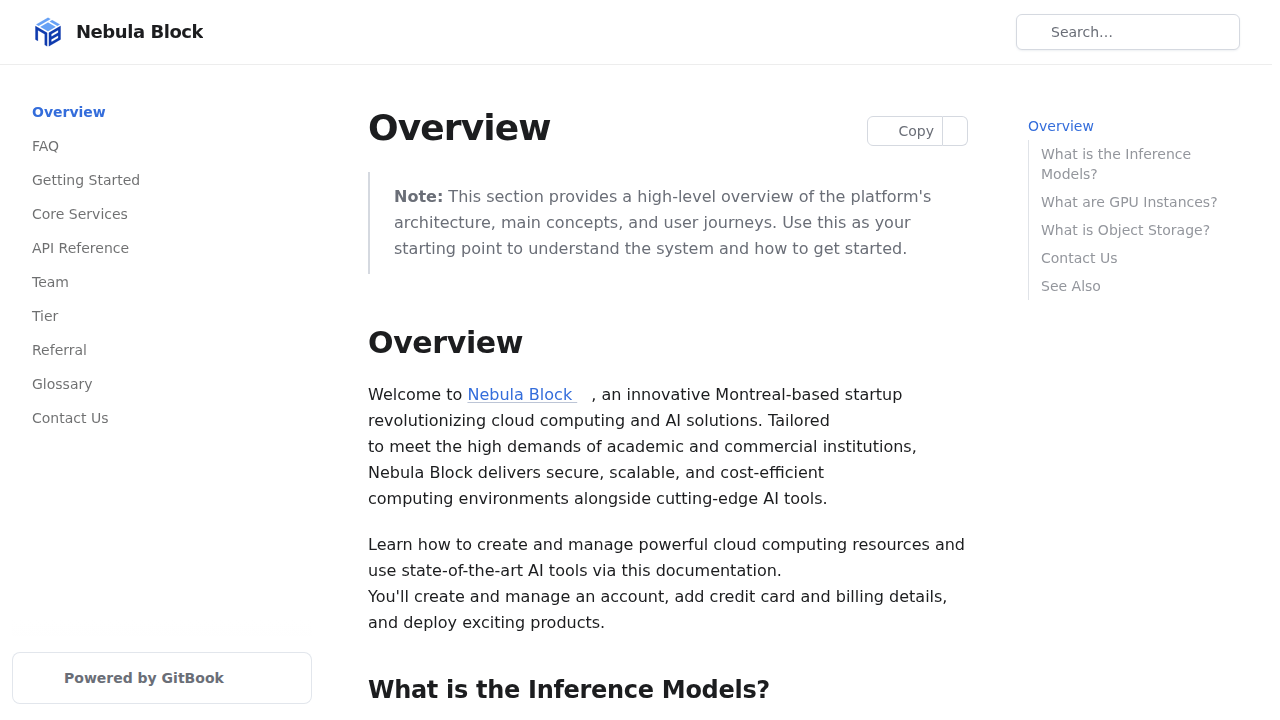 Nebula Block
Search…
Overview
FAQ
Getting Started
Core Services
API Reference
Team
Tier
Referral
Glossary
Contact Us
Powered by GitBook
Overview
Copy
Note: This section provides a high-level overview of the platform's
architecture, main concepts, and user journeys. Use this as your
starting point to understand the system and how to get started.
Overview
Welcome to Nebula Block , an innovative Montreal-based startup
revolutionizing cloud computing and AI solutions. Tailored
to meet the high demands of academic and commercial institutions,
Nebula Block delivers secure, scalable, and cost-efficient
computing environments alongside cutting-edge AI tools.
Learn how to create and manage powerful cloud computing resources and
use state-of-the-art AI tools via this documentation.
You'll create and manage an account, add credit card and billing details,
and deploy exciting products.
What is the Inference Models?
Overview
What is the Inference
Models?
What are GPU Instances?
What is Object Storage?
Contact Us
See Also